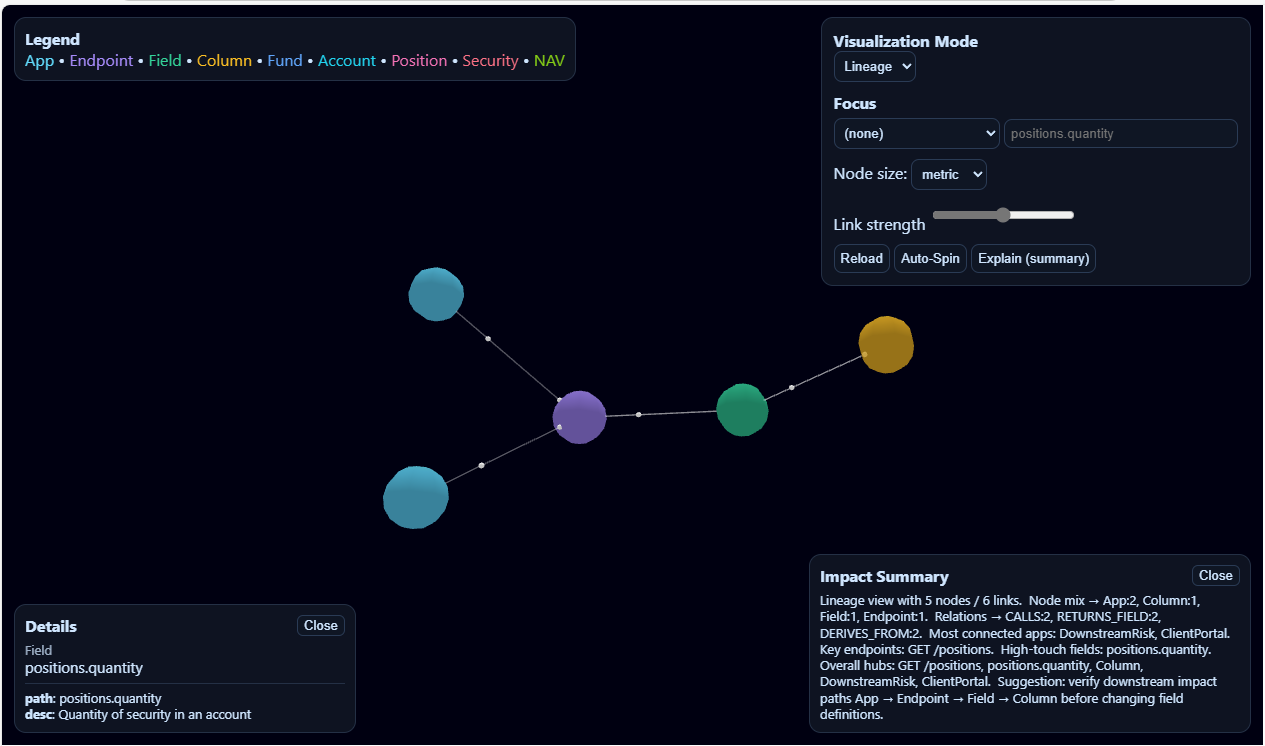 Legend
App • Endpoint • Field • Column • Fund • Account • Position • Security • NAV
Visualization Mode
Lineage
Focus
(none)
positions.quantity
Node size: metric
Link strength
Reload
Auto-Spin
Explain (summary)
Details
Close
Field
positions.quantity
path: positions.quantity
desc: Quantity of security in an account
Impact Summary
Close
Lineage view with 5 nodes / 6 links. Node mix → App:2, Column:1,
Field:1, Endpoint:1. Relations → CALLS:2, RETURNS_FIELD:2,
DERIVES_FROM:2. Most connected apps: DownstreamRisk, ClientPortal.
Key endpoints: GET /positions. High-touch fields: positions.quantity.
Overall hubs: GET /positions, positions.quantity, Column,
DownstreamRisk, ClientPortal. Suggestion: verify downstream impact
paths App → Endpoint → Field → Column before changing field
definitions.